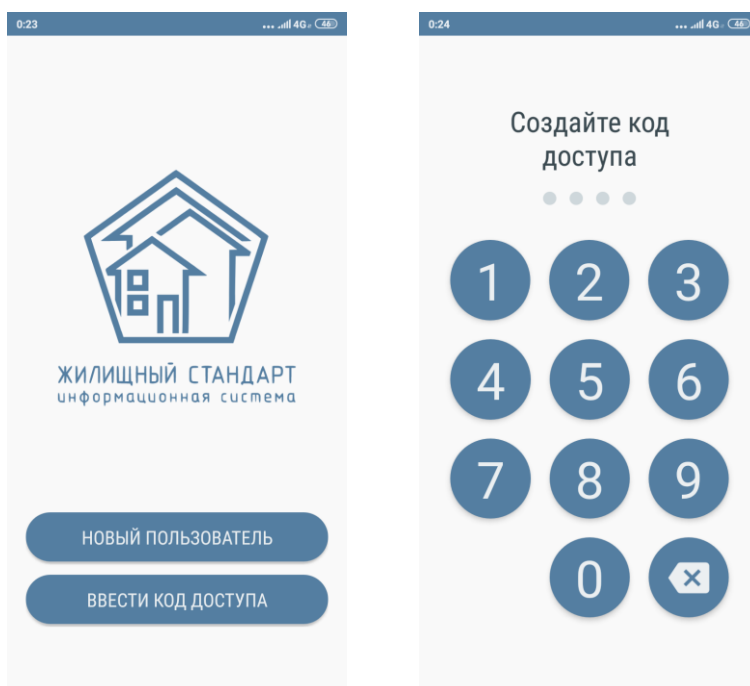 0:23
4G
46
ЖИЛИЩНЫЙ СТАНДАРТ
информационная система
НОВЫЙ ПОЛЬЗОВАТЕЛЬ
ВВЕСТИ КОД ДОСТУПА
0:24
4G
46
Создайте код
доступа
1 2 3
4 5 6
7 8 9
0